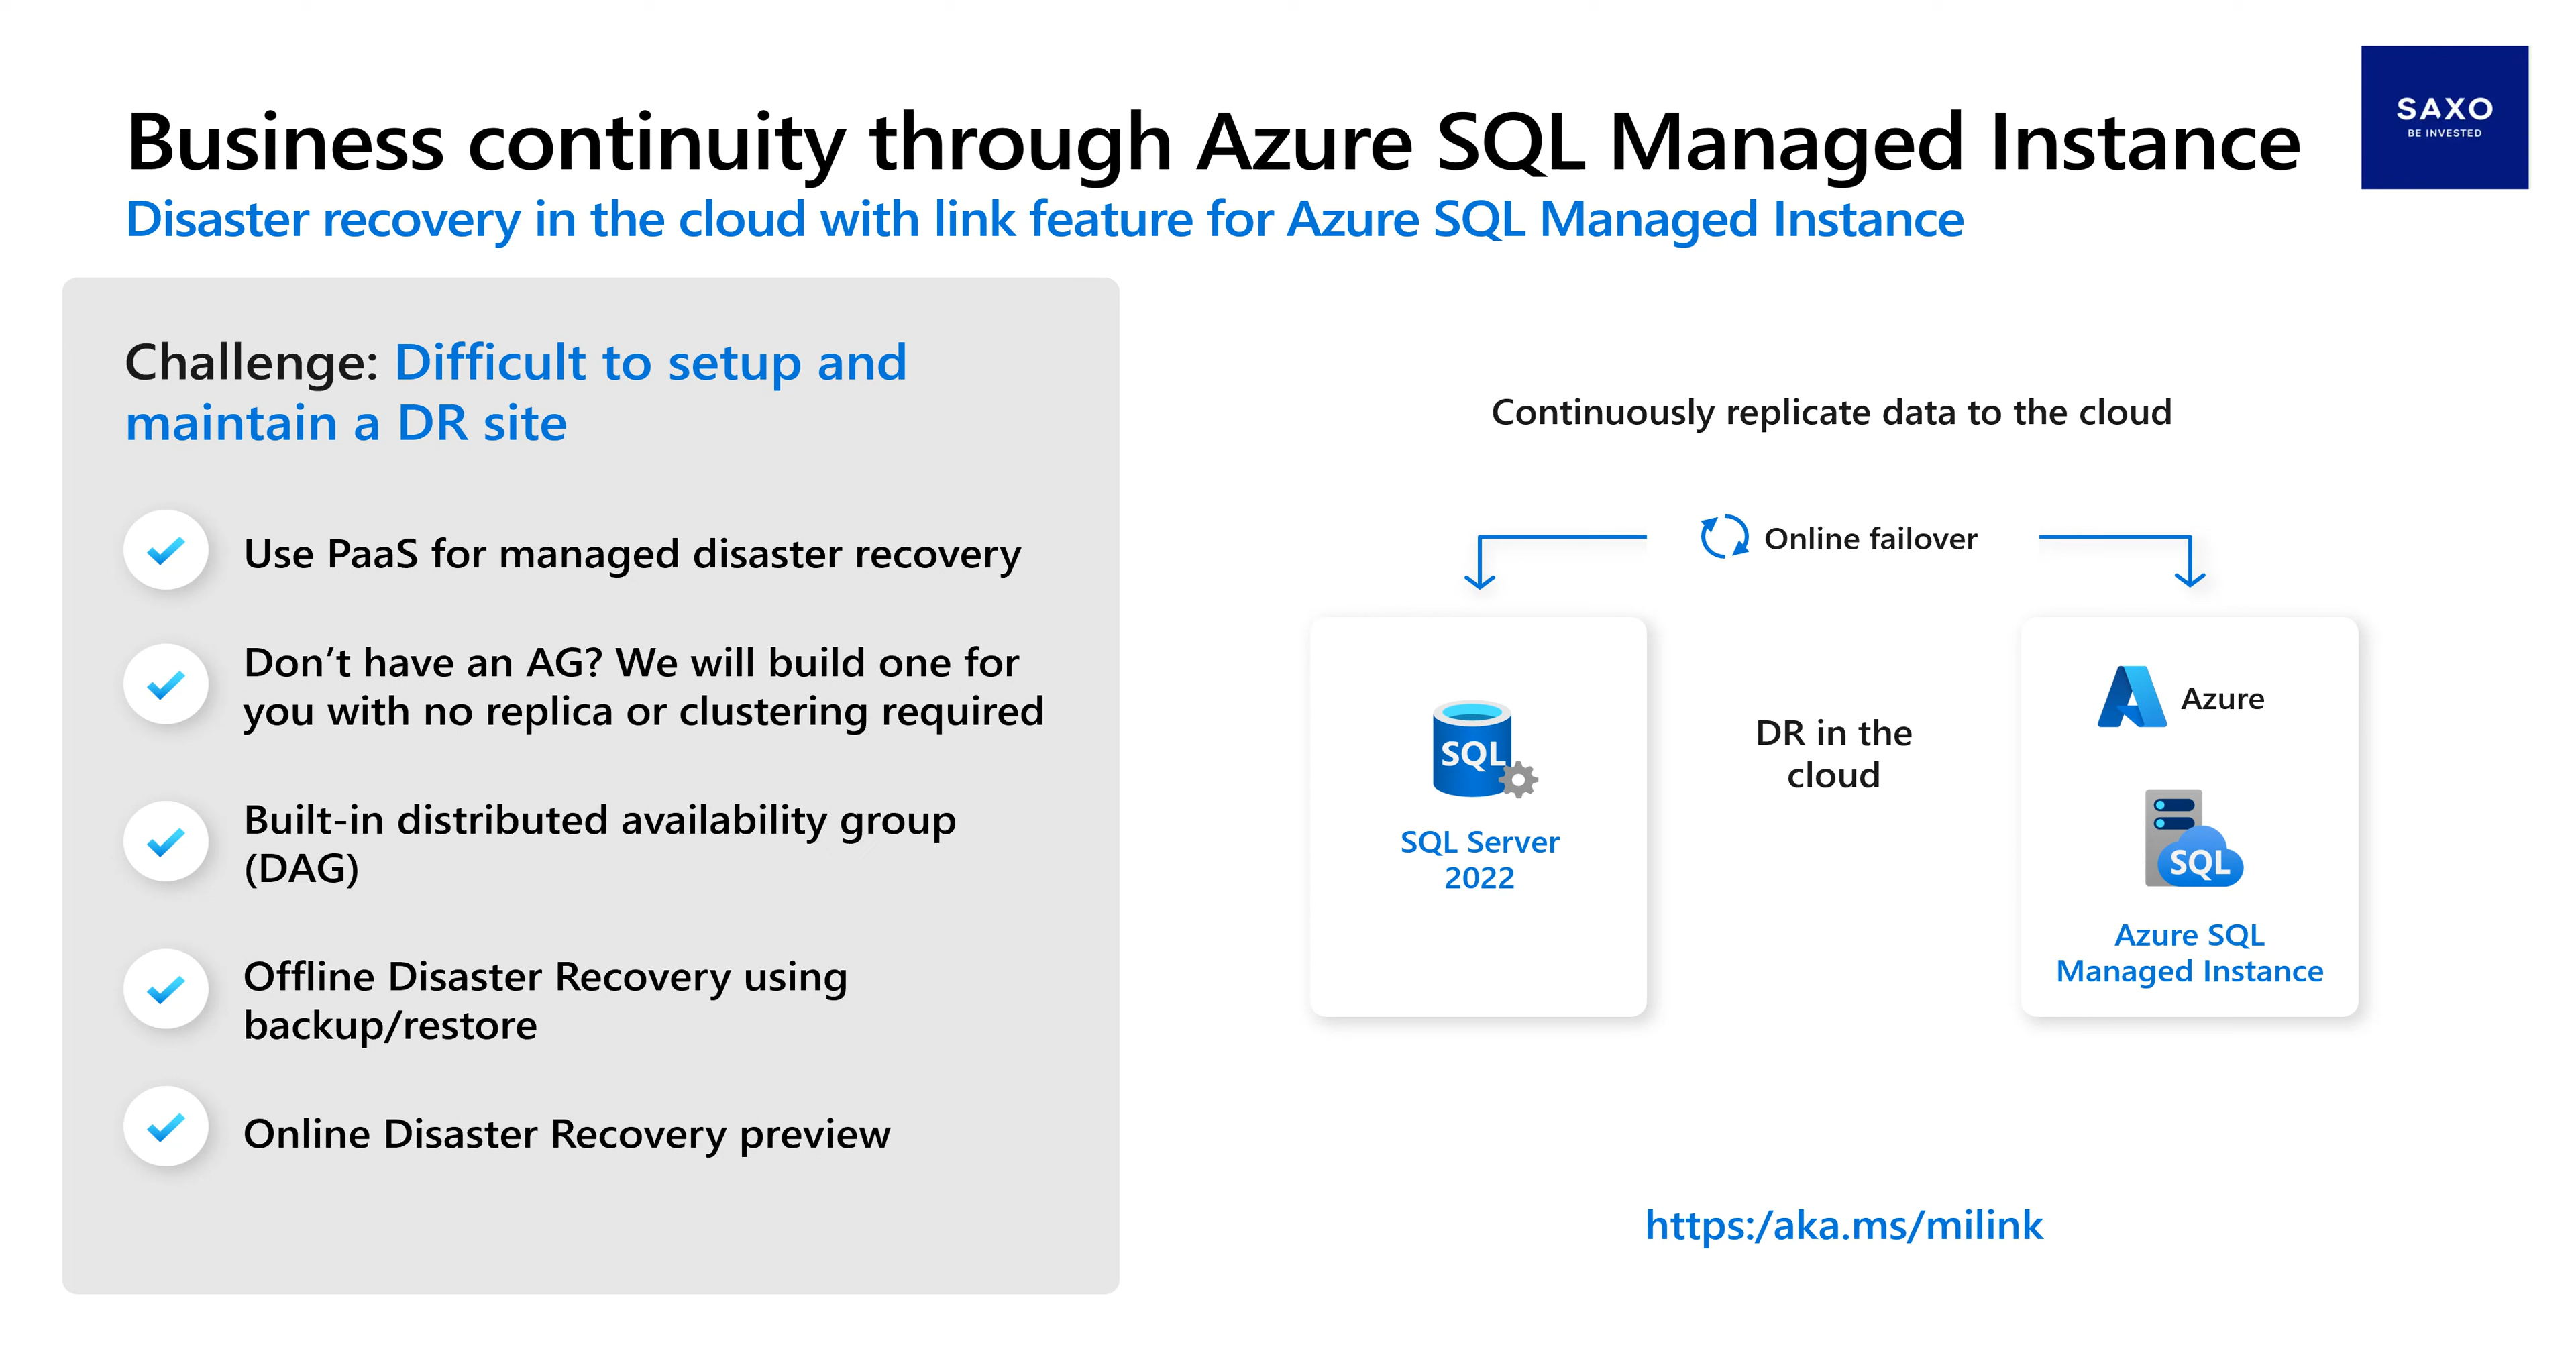 Business continuity through Azure SQL Managed Instance
SAXO
BE INVESTED
Disaster recovery in the cloud with link feature for Azure SQL Managed Instance
Challenge: Difficult to setup and
maintain a DR site
Use PaaS for managed disaster recovery
Don’t have an AG? We will build one for
you with no replica or clustering required
Built-in distributed availability group
(DAG)
Offline Disaster Recovery using
backup/restore
Online Disaster Recovery preview
Continuously replicate data to the cloud
Online failover
SQL
SQL Server
2022
DR in the
cloud
Azure
SQL
Azure SQL
Managed Instance
https:/aka.ms/milink